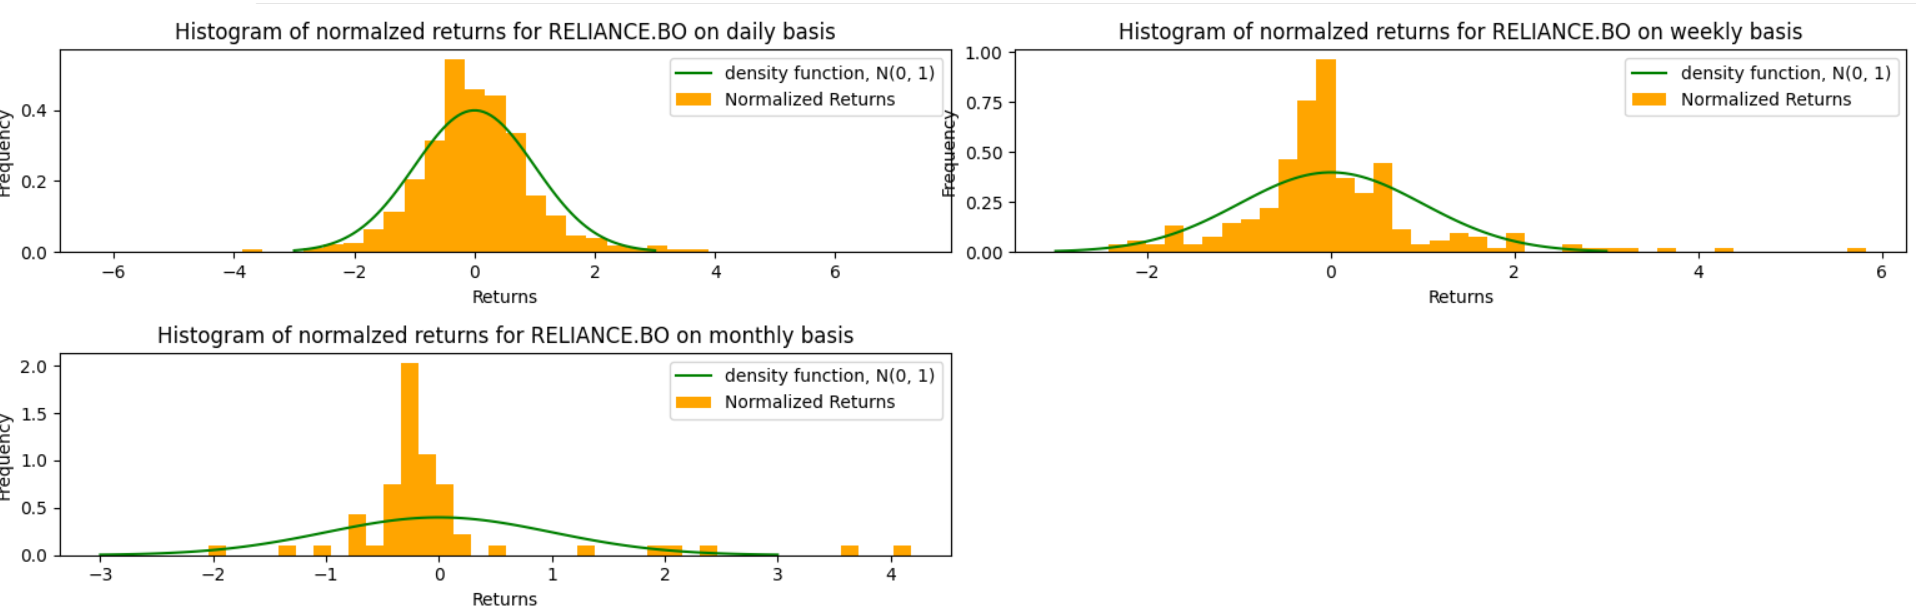 Histogram of normalzed returns for RELIANCE.BO on daily basis
density function, N(0, 1)
Normalized Returns
Frequency
0.4
0.2
0.0
−6 −4 −2 0 2 4 6
Returns
Histogram of normalzed returns for RELIANCE.BO on weekly basis
density function, N(0, 1)
Normalized Returns
Frequency
1.00
0.75
0.50
0.25
0.00
−2 0 2 4 6
Returns
Histogram of normalzed returns for RELIANCE.BO on monthly basis
density function, N(0, 1)
Normalized Returns
Frequency
2.0
1.5
1.0
0.5
0.0
−3 −2 −1 0 1 2 3 4
Returns